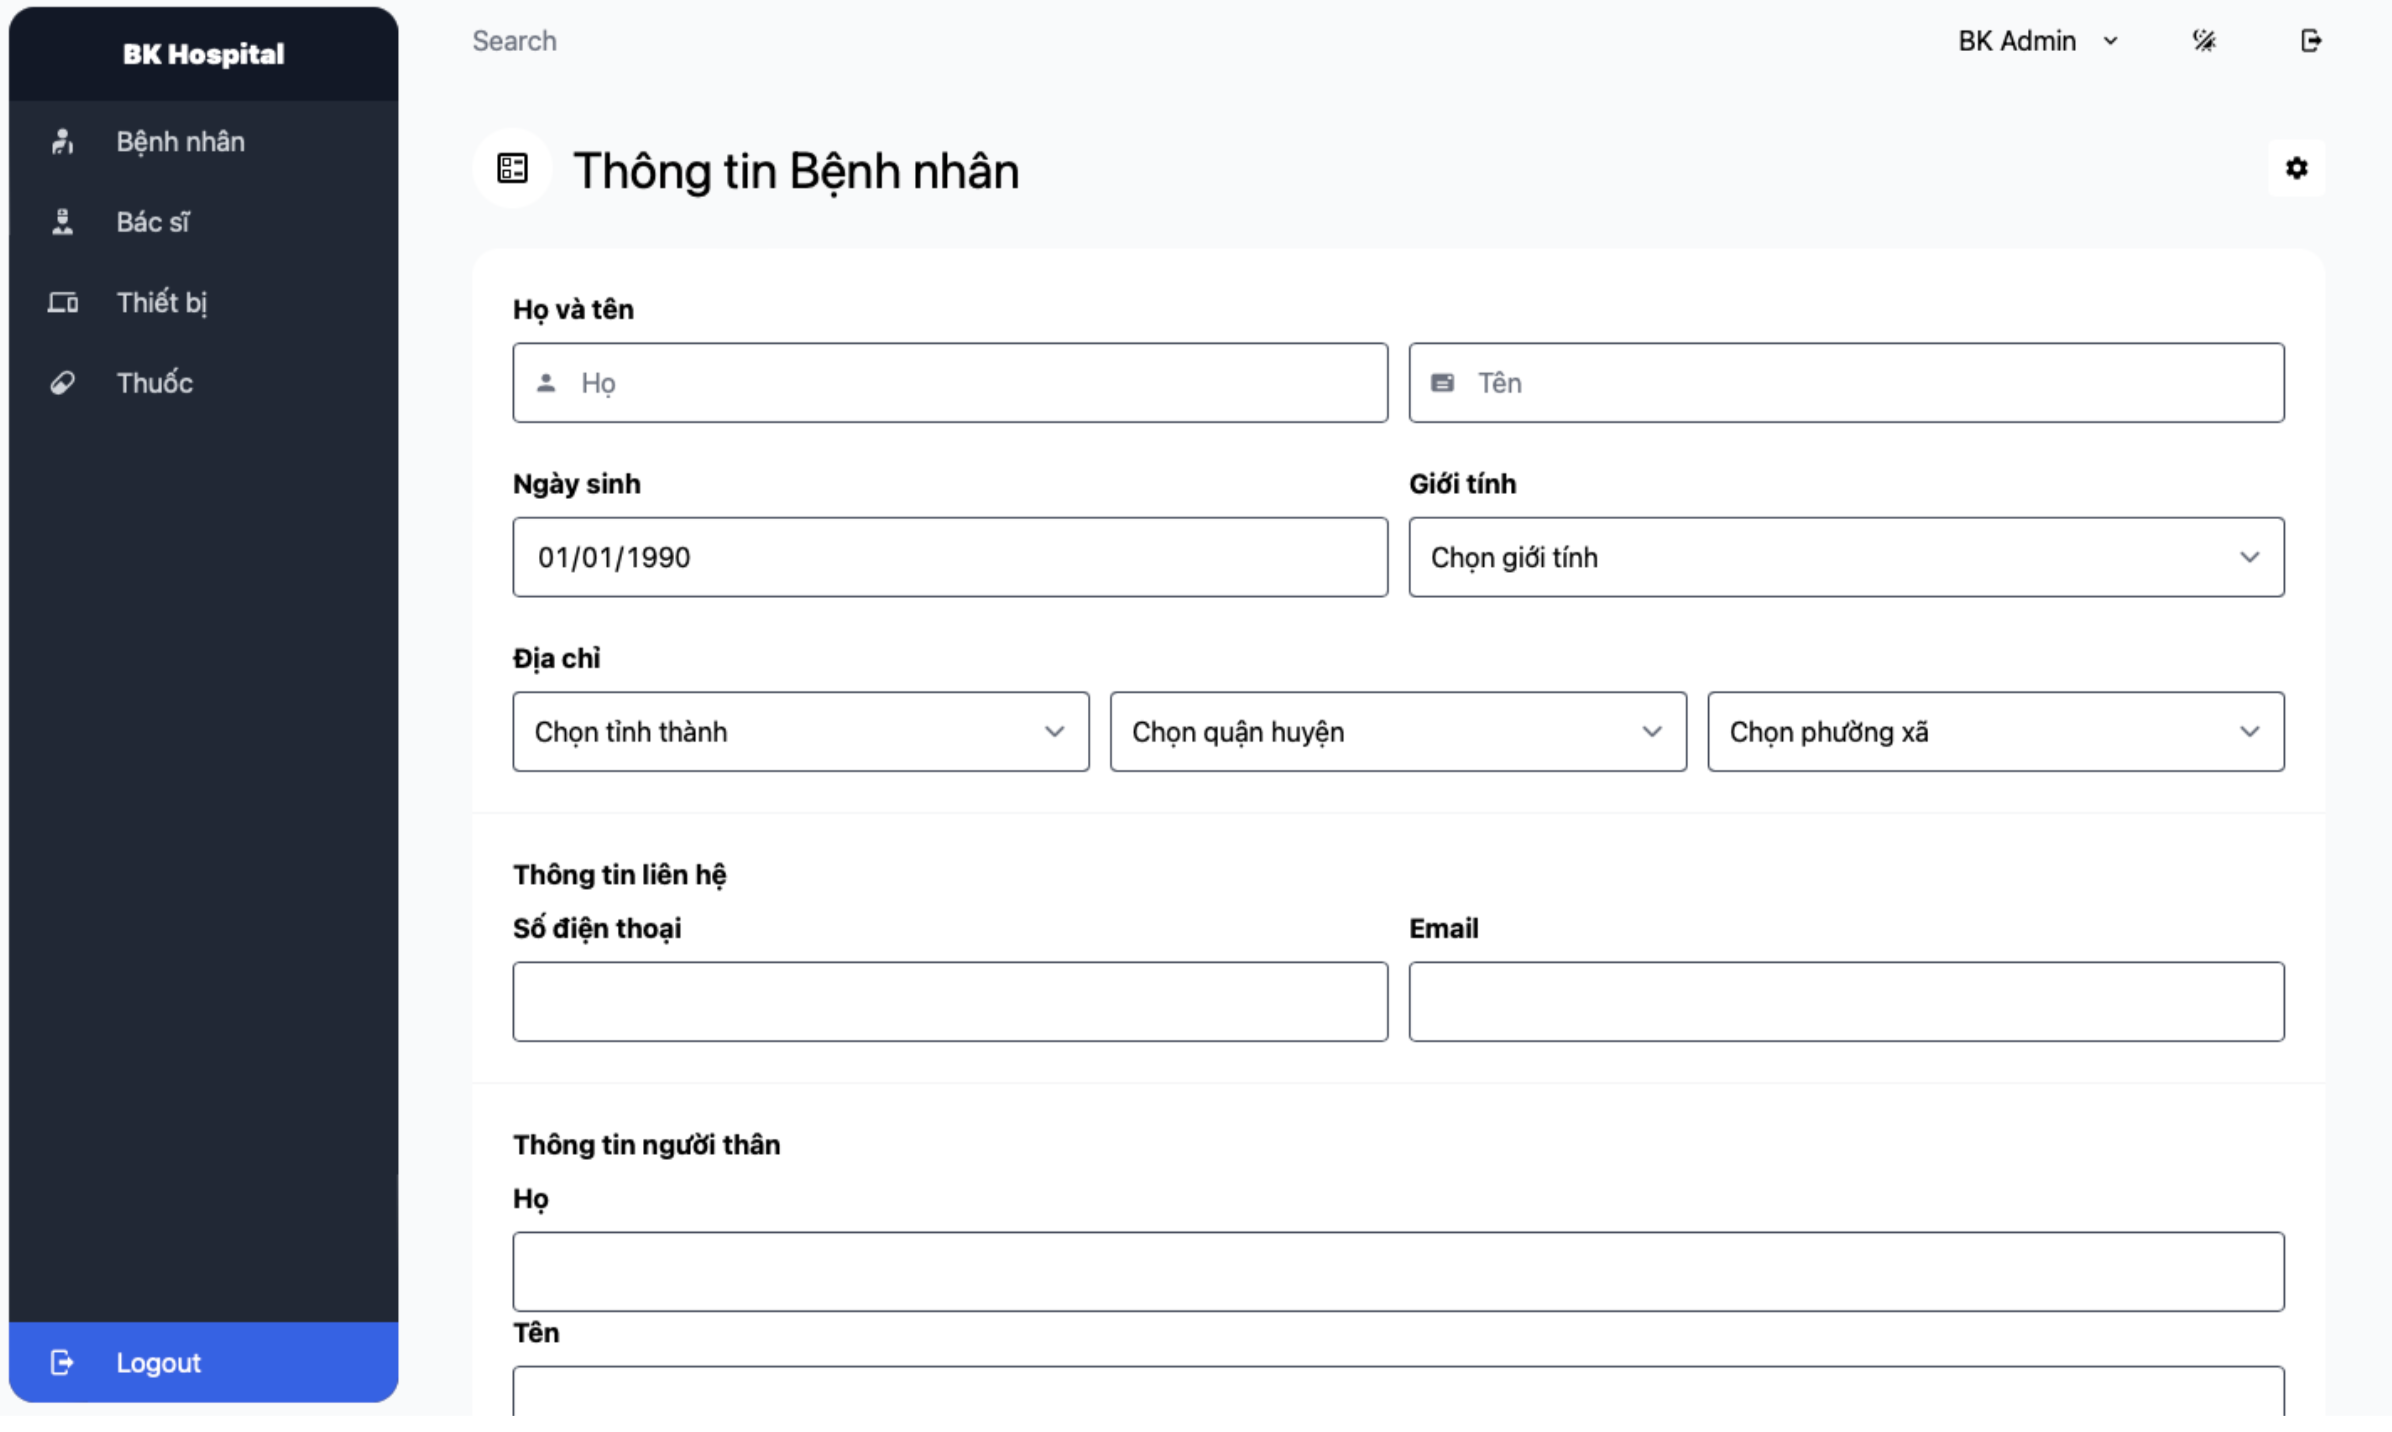 BK Hospital
Bệnh nhân
Bác sĩ
Thiết bị
Thuốc
Logout
Search
BK Admin
Thông tin Bệnh nhân
Họ và tên
Họ
Tên
Ngày sinh
Giới tính
01/01/1990
Chọn giới tính
Địa chỉ
Chọn tỉnh thành
Chọn quận huyện
Chọn phường xã
Thông tin liên hệ
Số điện thoại
Email
Thông tin người thân
Họ
Tên